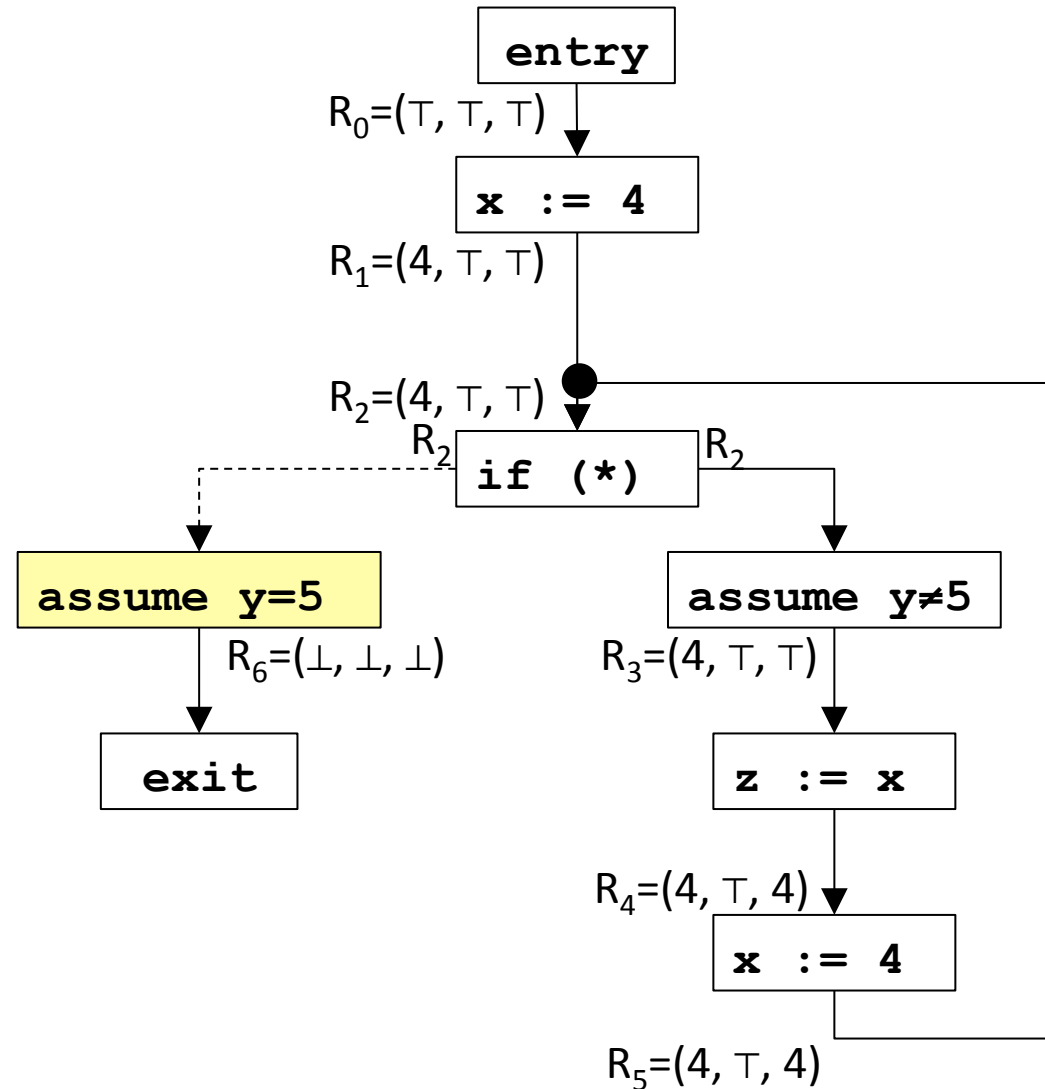 entry
R₀=(⊤, ⊤, ⊤)
x := 4
R₁=(4, ⊤, ⊤)
R₂=(4, ⊤, ⊤)
R₂
if (*)
R₂
assume y=5
assume y≠5
R₆=(⊥, ⊥, ⊥)
R₃=(4, ⊤, ⊤)
exit
z := x
R₄=(4, ⊤, 4)
x := 4
R₅=(4, ⊤, 4)